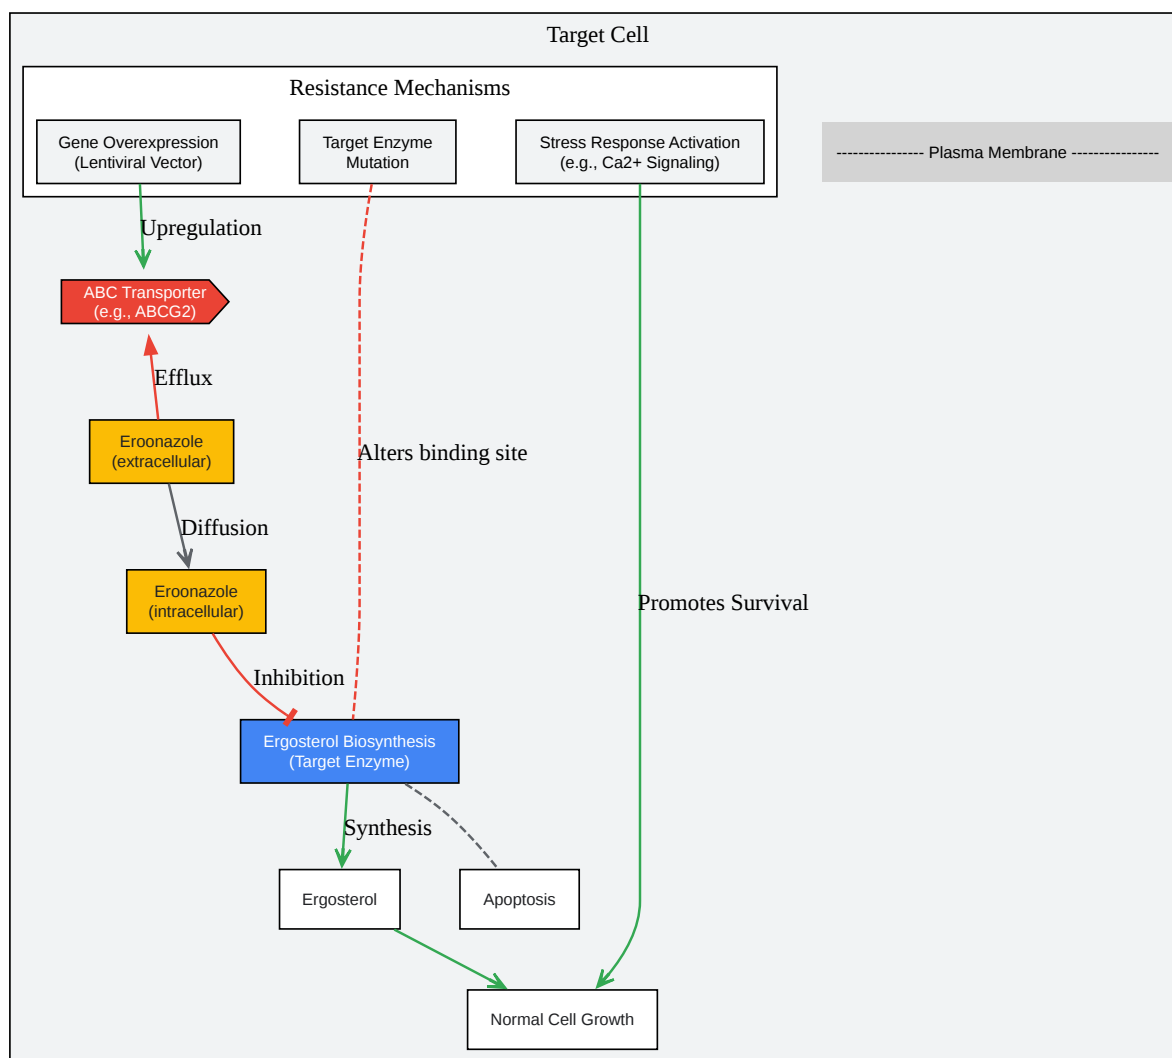 Target Cell
Resistance Mechanisms
Gene Overexpression
(Lentiviral Vector)
Target Enzyme
Mutation
Stress Response Activation
(e.g., Ca2+ Signaling)
---------------- Plasma Membrane ----------------
Upregulation
ABC Transporter
(e.g., ABCG2)
Efflux
Eroonazole
(extracellular)
Alters binding site
Diffusion
Eroonazole
(intracellular)
Promotes Survival
Inhibition
Ergosterol Biosynthesis
(Target Enzyme)
Synthesis
Ergosterol
Apoptosis
Normal Cell Growth